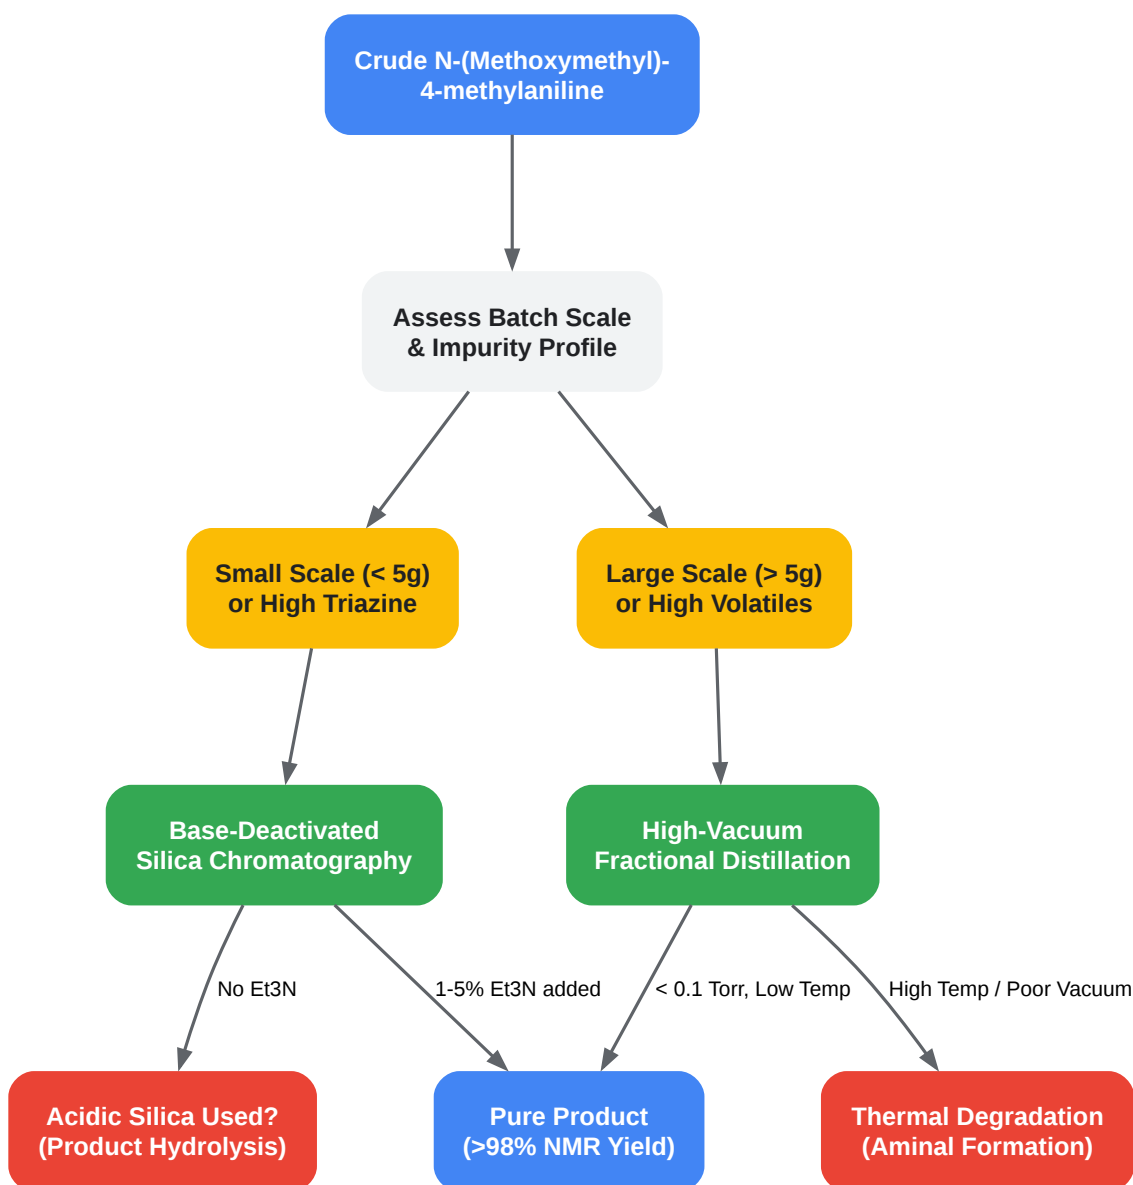 Crude N-(Methoxymethyl)-
4-methylaniline
Assess Batch Scale
& Impurity Profile
Small Scale (< 5g)
or High Triazine
Large Scale (> 5g)
or High Volatiles
Base-Deactivated
Silica Chromatography
High-Vacuum
Fractional Distillation
No Et3N
1-5% Et3N added
< 0.1 Torr, Low Temp
High Temp / Poor Vacuum
Acidic Silica Used?
(Product Hydrolysis)
Pure Product
(>98% NMR Yield)
Thermal Degradation
(Aminal Formation)